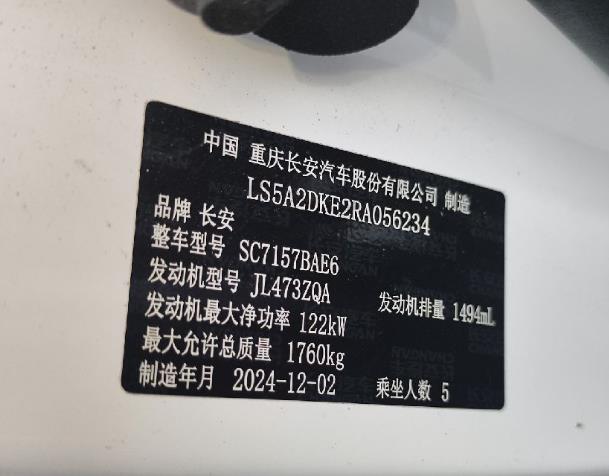 中国 重庆长安汽车股份有限公司 制造
LS5A2DKE2RA056234
品牌 长安
整车型号 SC7157BAE6
发动机型号 JL473ZQA 发动机排量 1494mL
发动机最大净功率 122kW
最大允许总质量 1760kg
制造年月 2024-12-02 乘坐人数 5